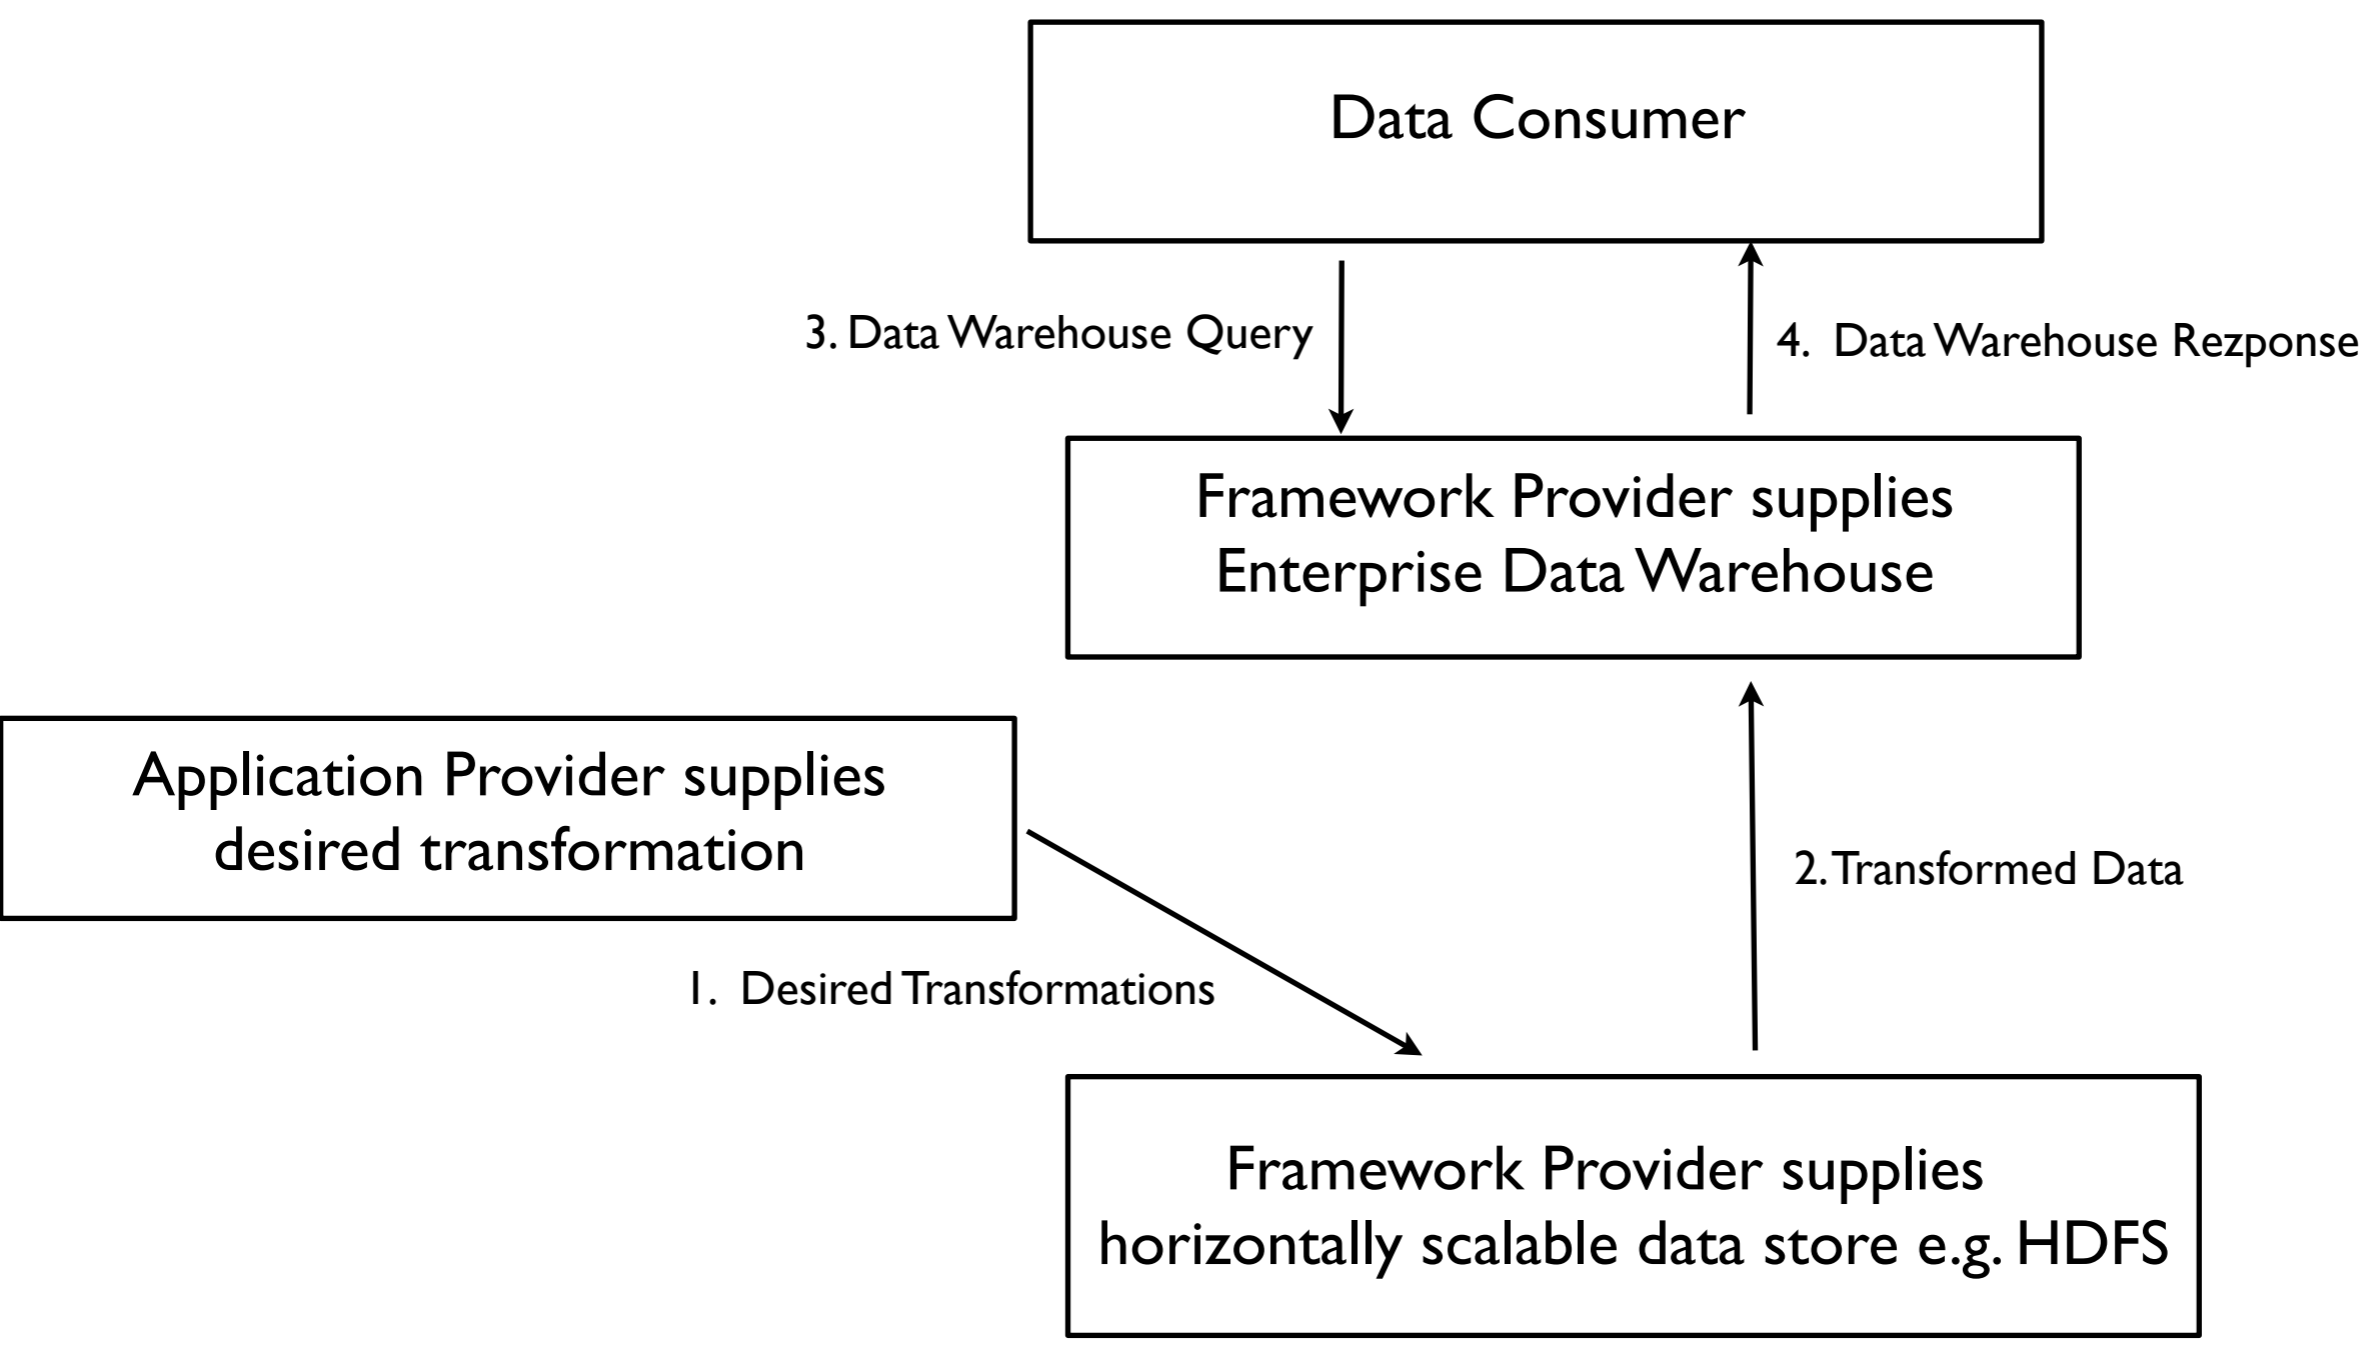 Data Consumer
3. Data Warehouse Query
4. Data Warehouse Rezponse
Framework Provider supplies
Enterprise Data Warehouse
Application Provider supplies
desired transformation
2. Transformed Data
1. Desired Transformations
Framework Provider supplies
horizontally scalable data store e.g. HDFS